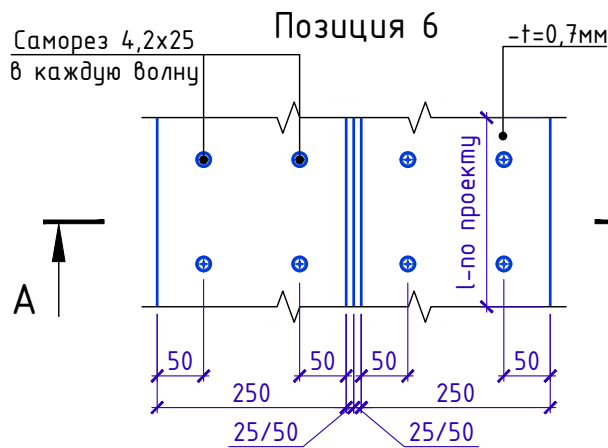 Позиция 6
Саморез 4,2х25
в каждую волну
-t=0,7мм
l-по проекту
А
50
50
50
50
250
250
25/50
25/50